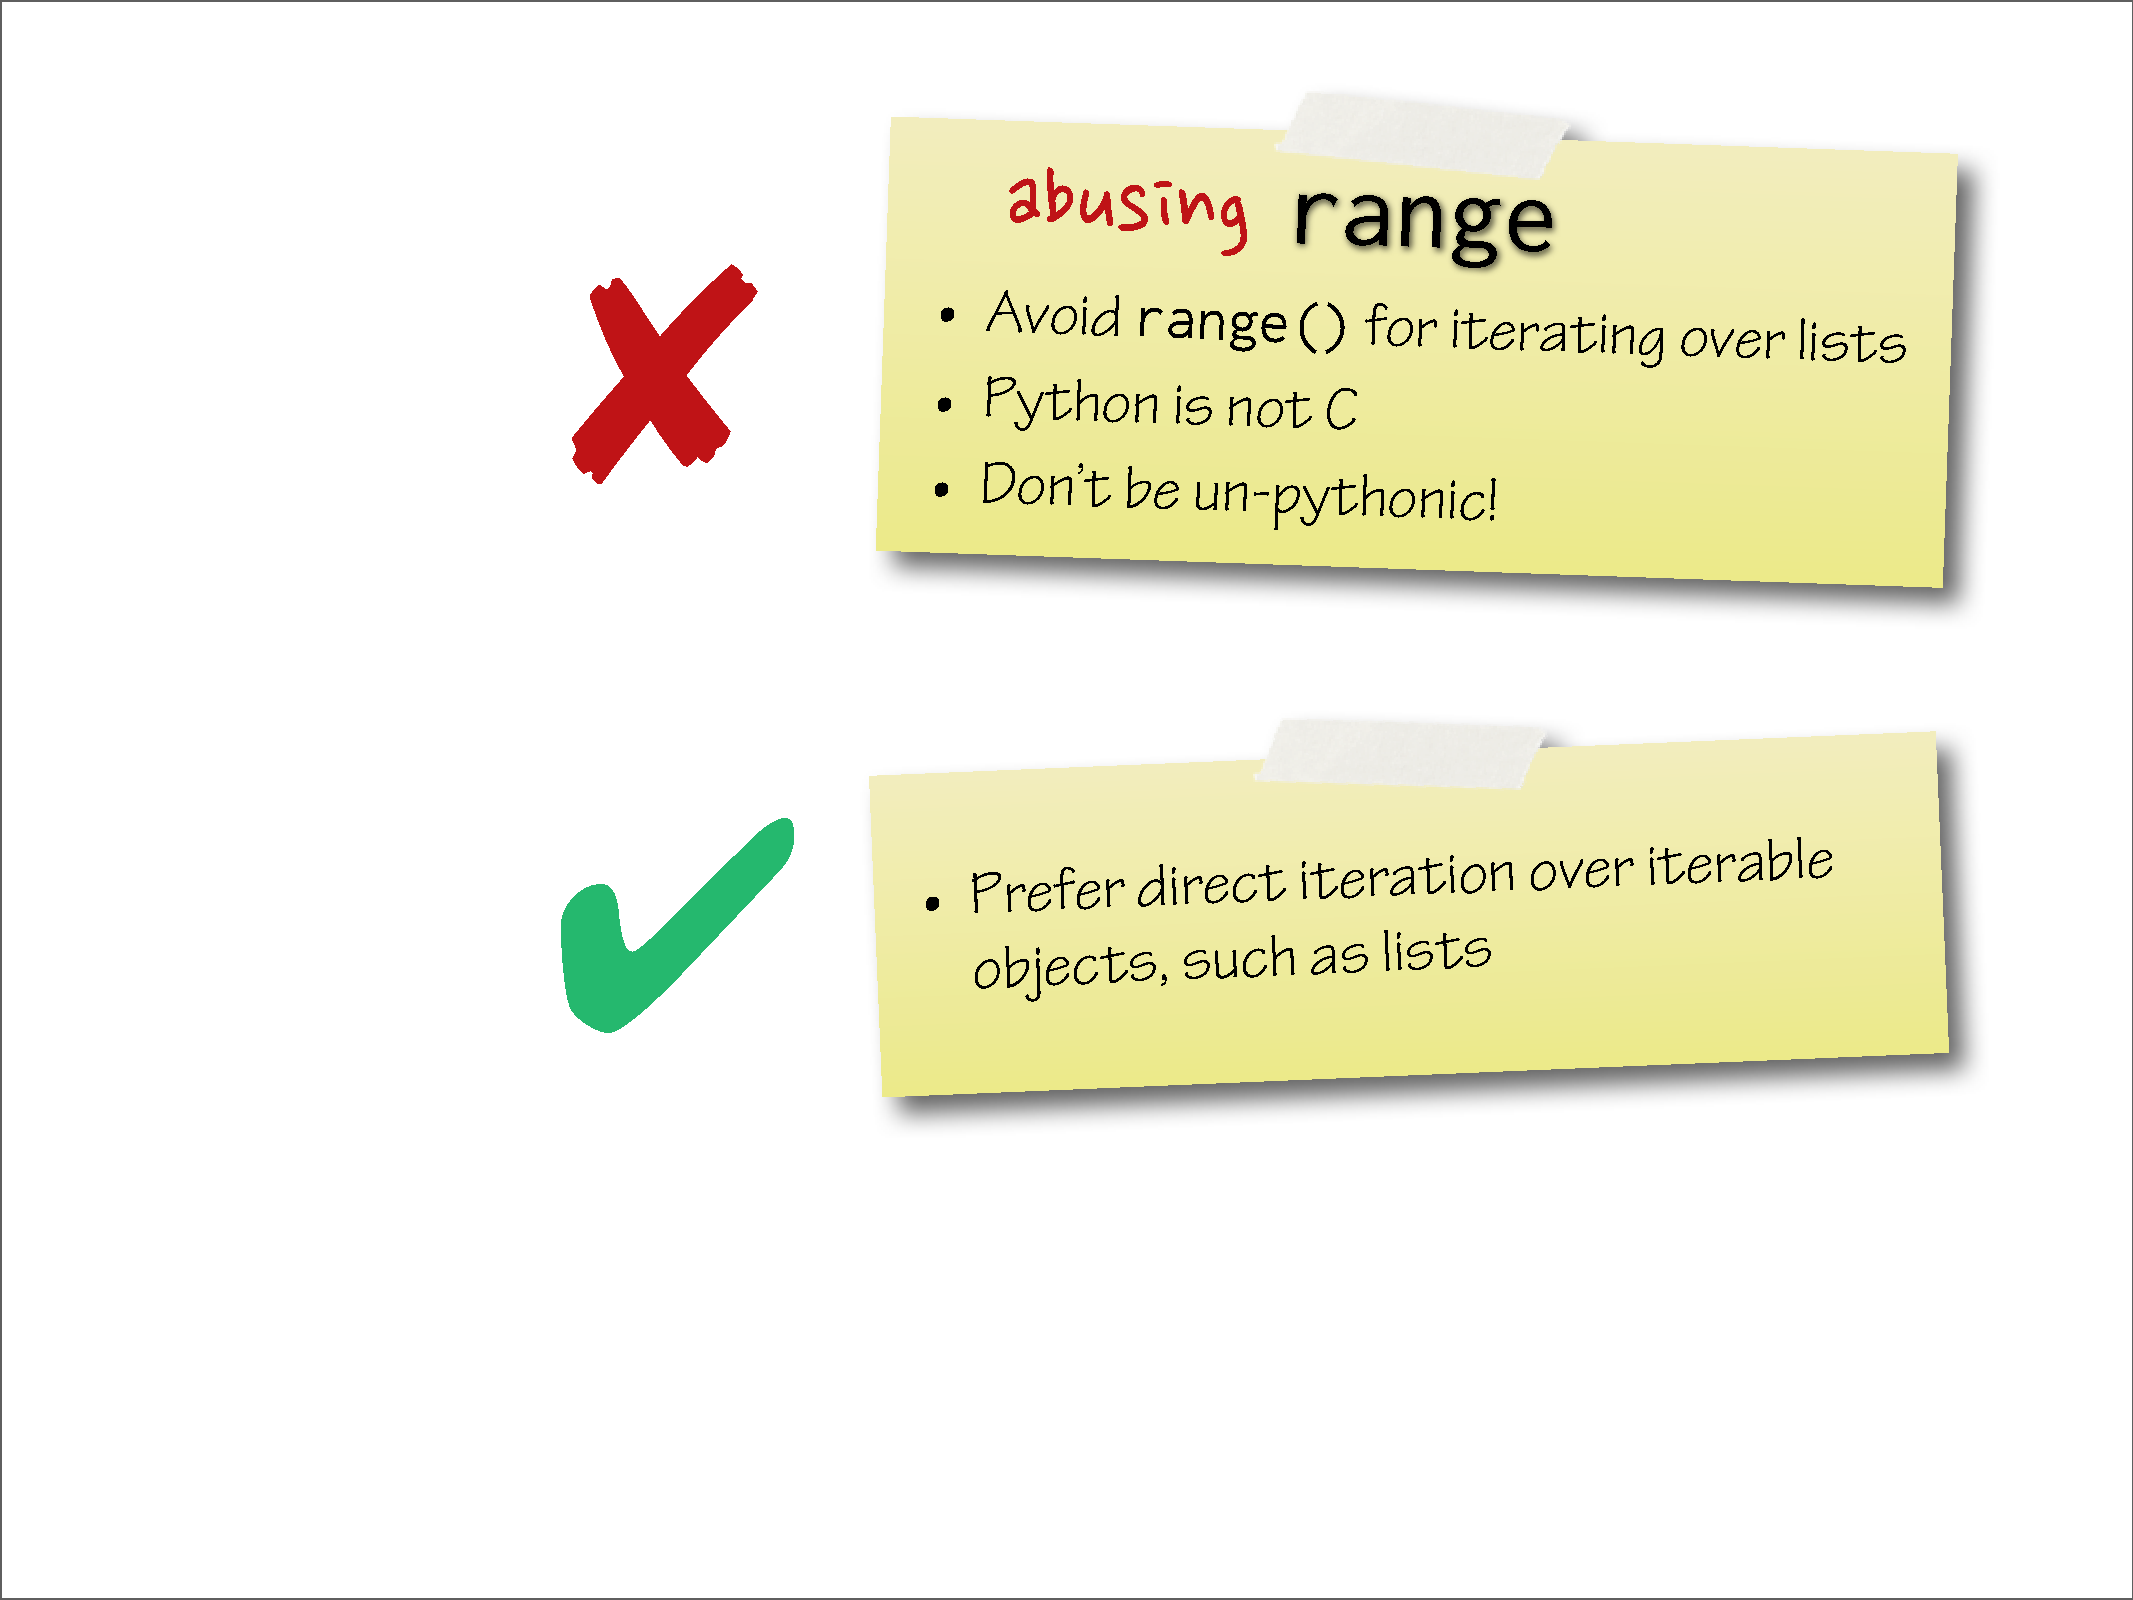 abusing range
• Avoid range() for iterating over lists
• Python is not C
• Don't be un-pythonic!
• Prefer direct iteration over iterable
objects, such as lists